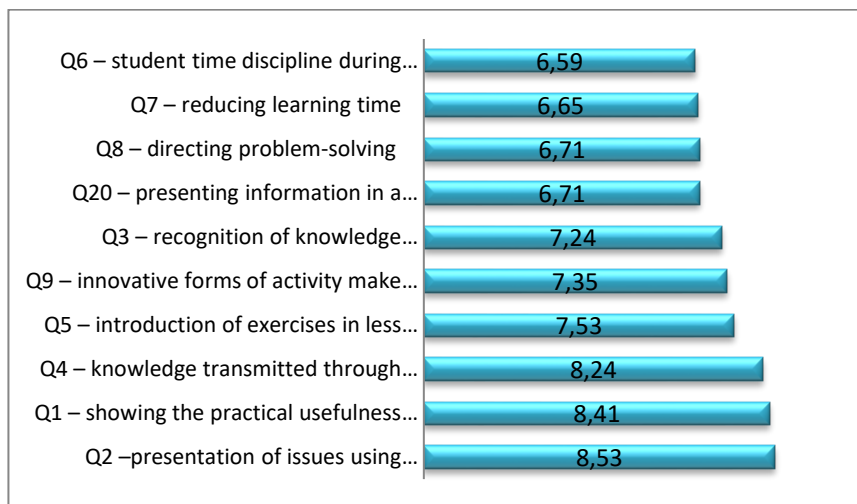 Q6 – student time discipline during... 6,59
Q7 – reducing learning time 6,65
Q8 – directing problem-solving 6,71
Q20 – presenting information in a... 6,71
Q3 – recognition of knowledge... 7,24
Q9 – innovative forms of activity make... 7,35
Q5 – introduction of exercises in less... 7,53
Q4 – knowledge transmitted through... 8,24
Q1 – showing the practical usefulness... 8,41
Q2 –presentation of issues using... 8,53